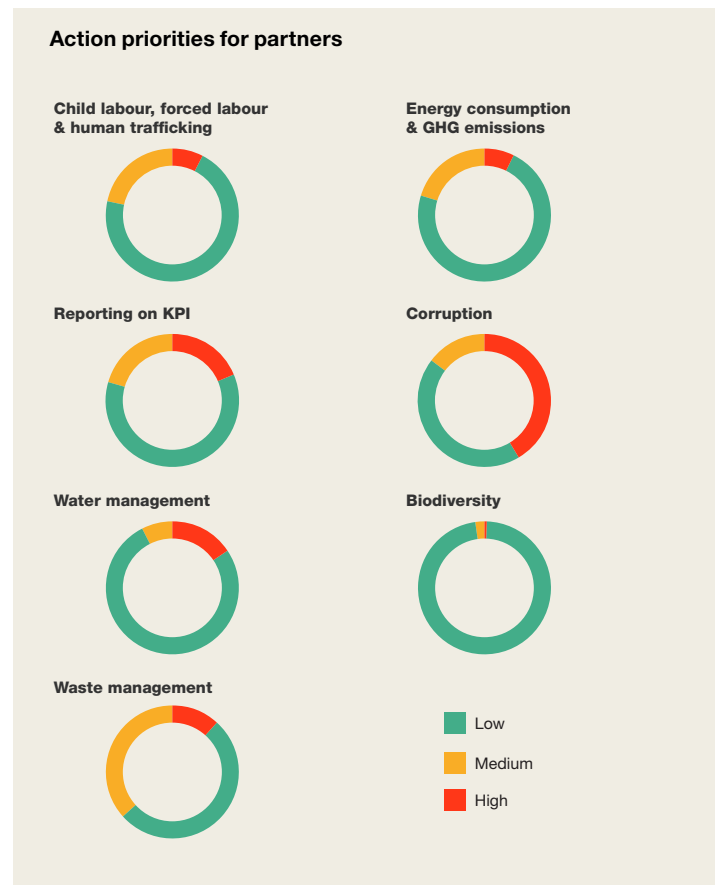 Action priorities for partners
Child labour, forced labour
& human trafficking
Energy consumption
& GHG emissions
Reporting on KPI
Corruption
Water management
Biodiversity
Waste management
Low
Medium
High